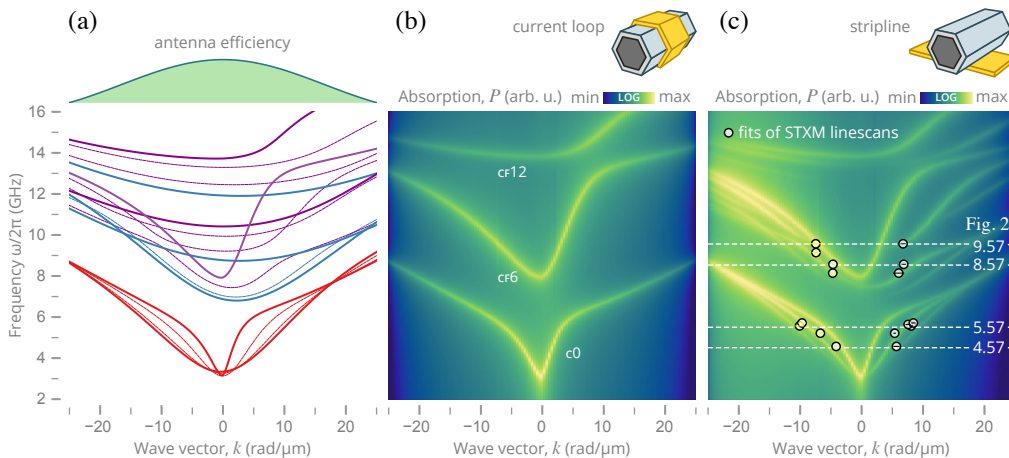 (a)
antenna efficiency
16
14
12
10
8
6
4
2
Frequency ω/2π (GHz)
−20
−10
0
10
20
Wave vector, k (rad/μm)
(b)
current loop
Absorption, P (arb. u.)
min
LOG
max
cF12
cF6
c0
−20
−10
0
10
20
Wave vector, k (rad/μm)
(c)
stripline
Absorption, P (arb. u.)
min
LOG
max
fits of STXM linescans
Fig. 2
9.57
8.57
5.57
4.57
−20
−10
0
10
20
Wave vector, k (rad/μm)